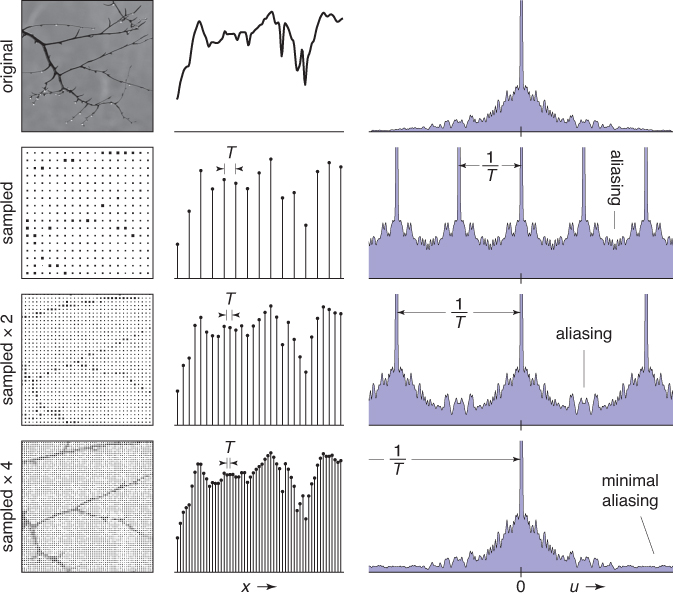 original
sampled
T
1
T
aliasing
sampled × 2
T
1
T
aliasing
sampled × 4
T
1
T
minimal
aliasing
x
0
u